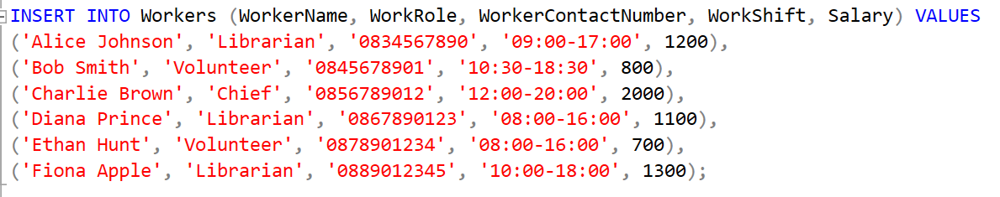 INSERT INTO Workers (WorkerName, WorkRole, WorkerContactNumber, WorkShift, Salary) VALUES
('Alice Johnson', 'Librarian', '0834567890', '09:00-17:00', 1200),
('Bob Smith', 'Volunteer', '0845678901', '10:30-18:30', 800),
('Charlie Brown', 'Chief', '0856789012', '12:00-20:00', 2000),
('Diana Prince', 'Librarian', '0867890123', '08:00-16:00', 1100),
('Ethan Hunt', 'Volunteer', '0878901234', '08:00-16:00', 700),
('Fiona Apple', 'Librarian', '0889012345', '10:00-18:00', 1300);